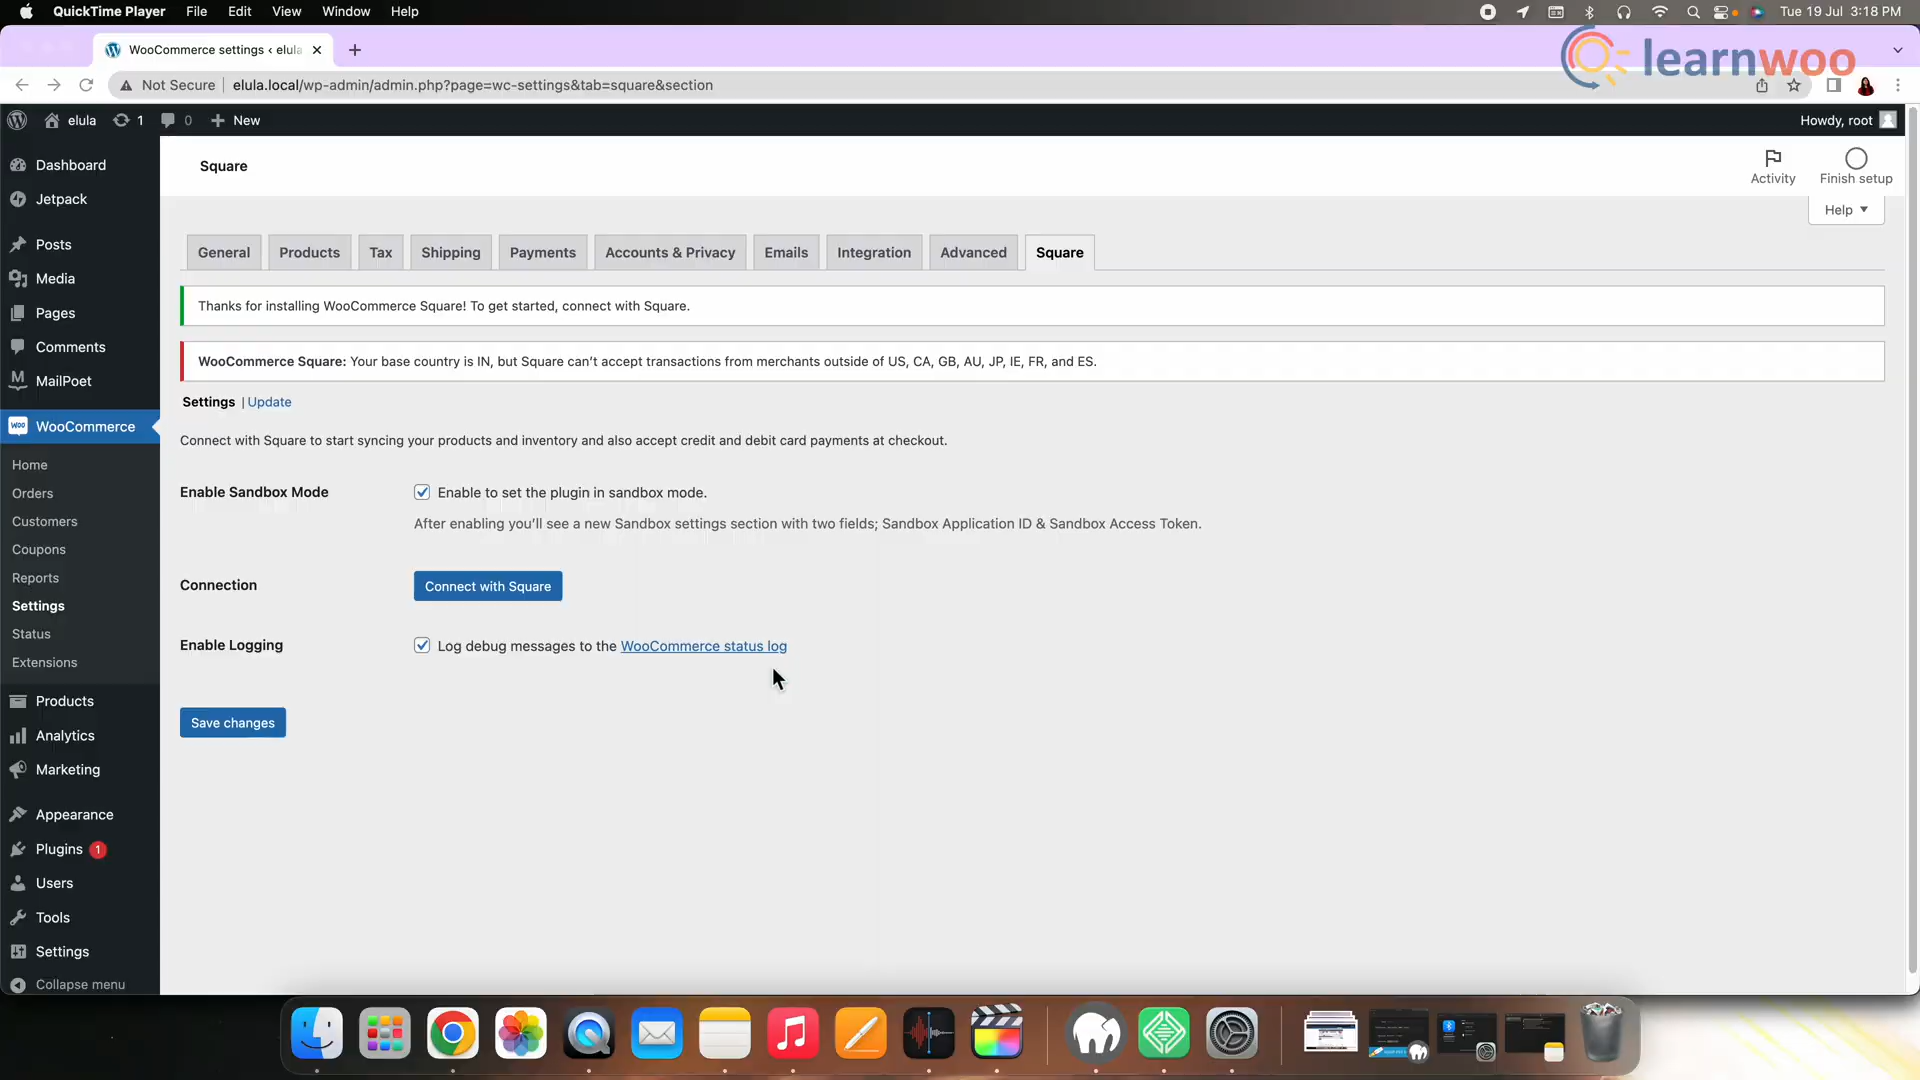 QuickTime Player File Edit View Window Help Tue 19 Jul 3:18 PM
WooCommerce settings ‹ elula
learnwoo
Not Secure elula.local/wp-admin/admin.php?page=wc-settings&tab=square&section
elula 1 0 + New Howdy, root
Dashboard
Jetpack
Posts
Media
Pages
Comments
MailPoet
WooCommerce
Home
Orders
Customers
Coupons
Reports
Settings
Status
Extensions
Products
Analytics
Marketing
Appearance
Plugins 1
Users
Tools
Settings
Collapse menu
Square
Activity
Finish setup
Help ▼
General Products Tax Shipping Payments Accounts & Privacy Emails Integration Advanced Square
Thanks for installing WooCommerce Square! To get started, connect with Square.
WooCommerce Square: Your base country is IN, but Square can’t accept transactions from merchants outside of US, CA, GB, AU, JP, IE, FR, and ES.
Settings | Update
Connect with Square to start syncing your products and inventory and also accept credit and debit card payments at checkout.
Enable Sandbox Mode Enable to set the plugin in sandbox mode.
After enabling you’ll see a new Sandbox settings section with two fields; Sandbox Application ID & Sandbox Access Token.
Connection Connect with Square
Enable Logging Log debug messages to the WooCommerce status log
Save changes